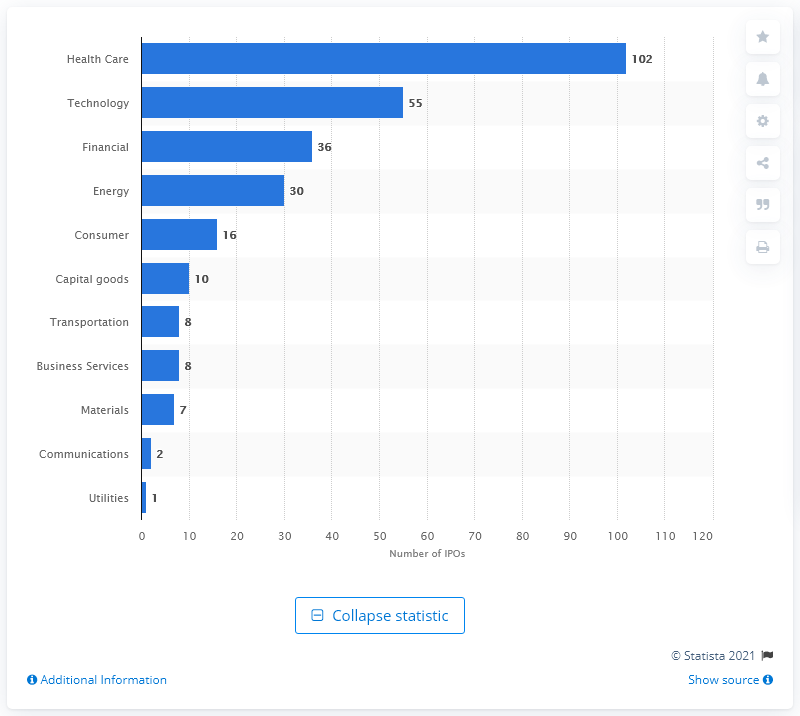 Health Care 102
Technology 55
Financial 36
Energy 30
Consumer 16
Capital goods 10
Transportation 8
Business Services 8
Materials 7
Communications 2
Utilities 1
0 10 20 30 40 50 60 70 80 90 100 110 120
Number of IPOs
Collapse statistic
© Statista 2021
Additional Information Show source